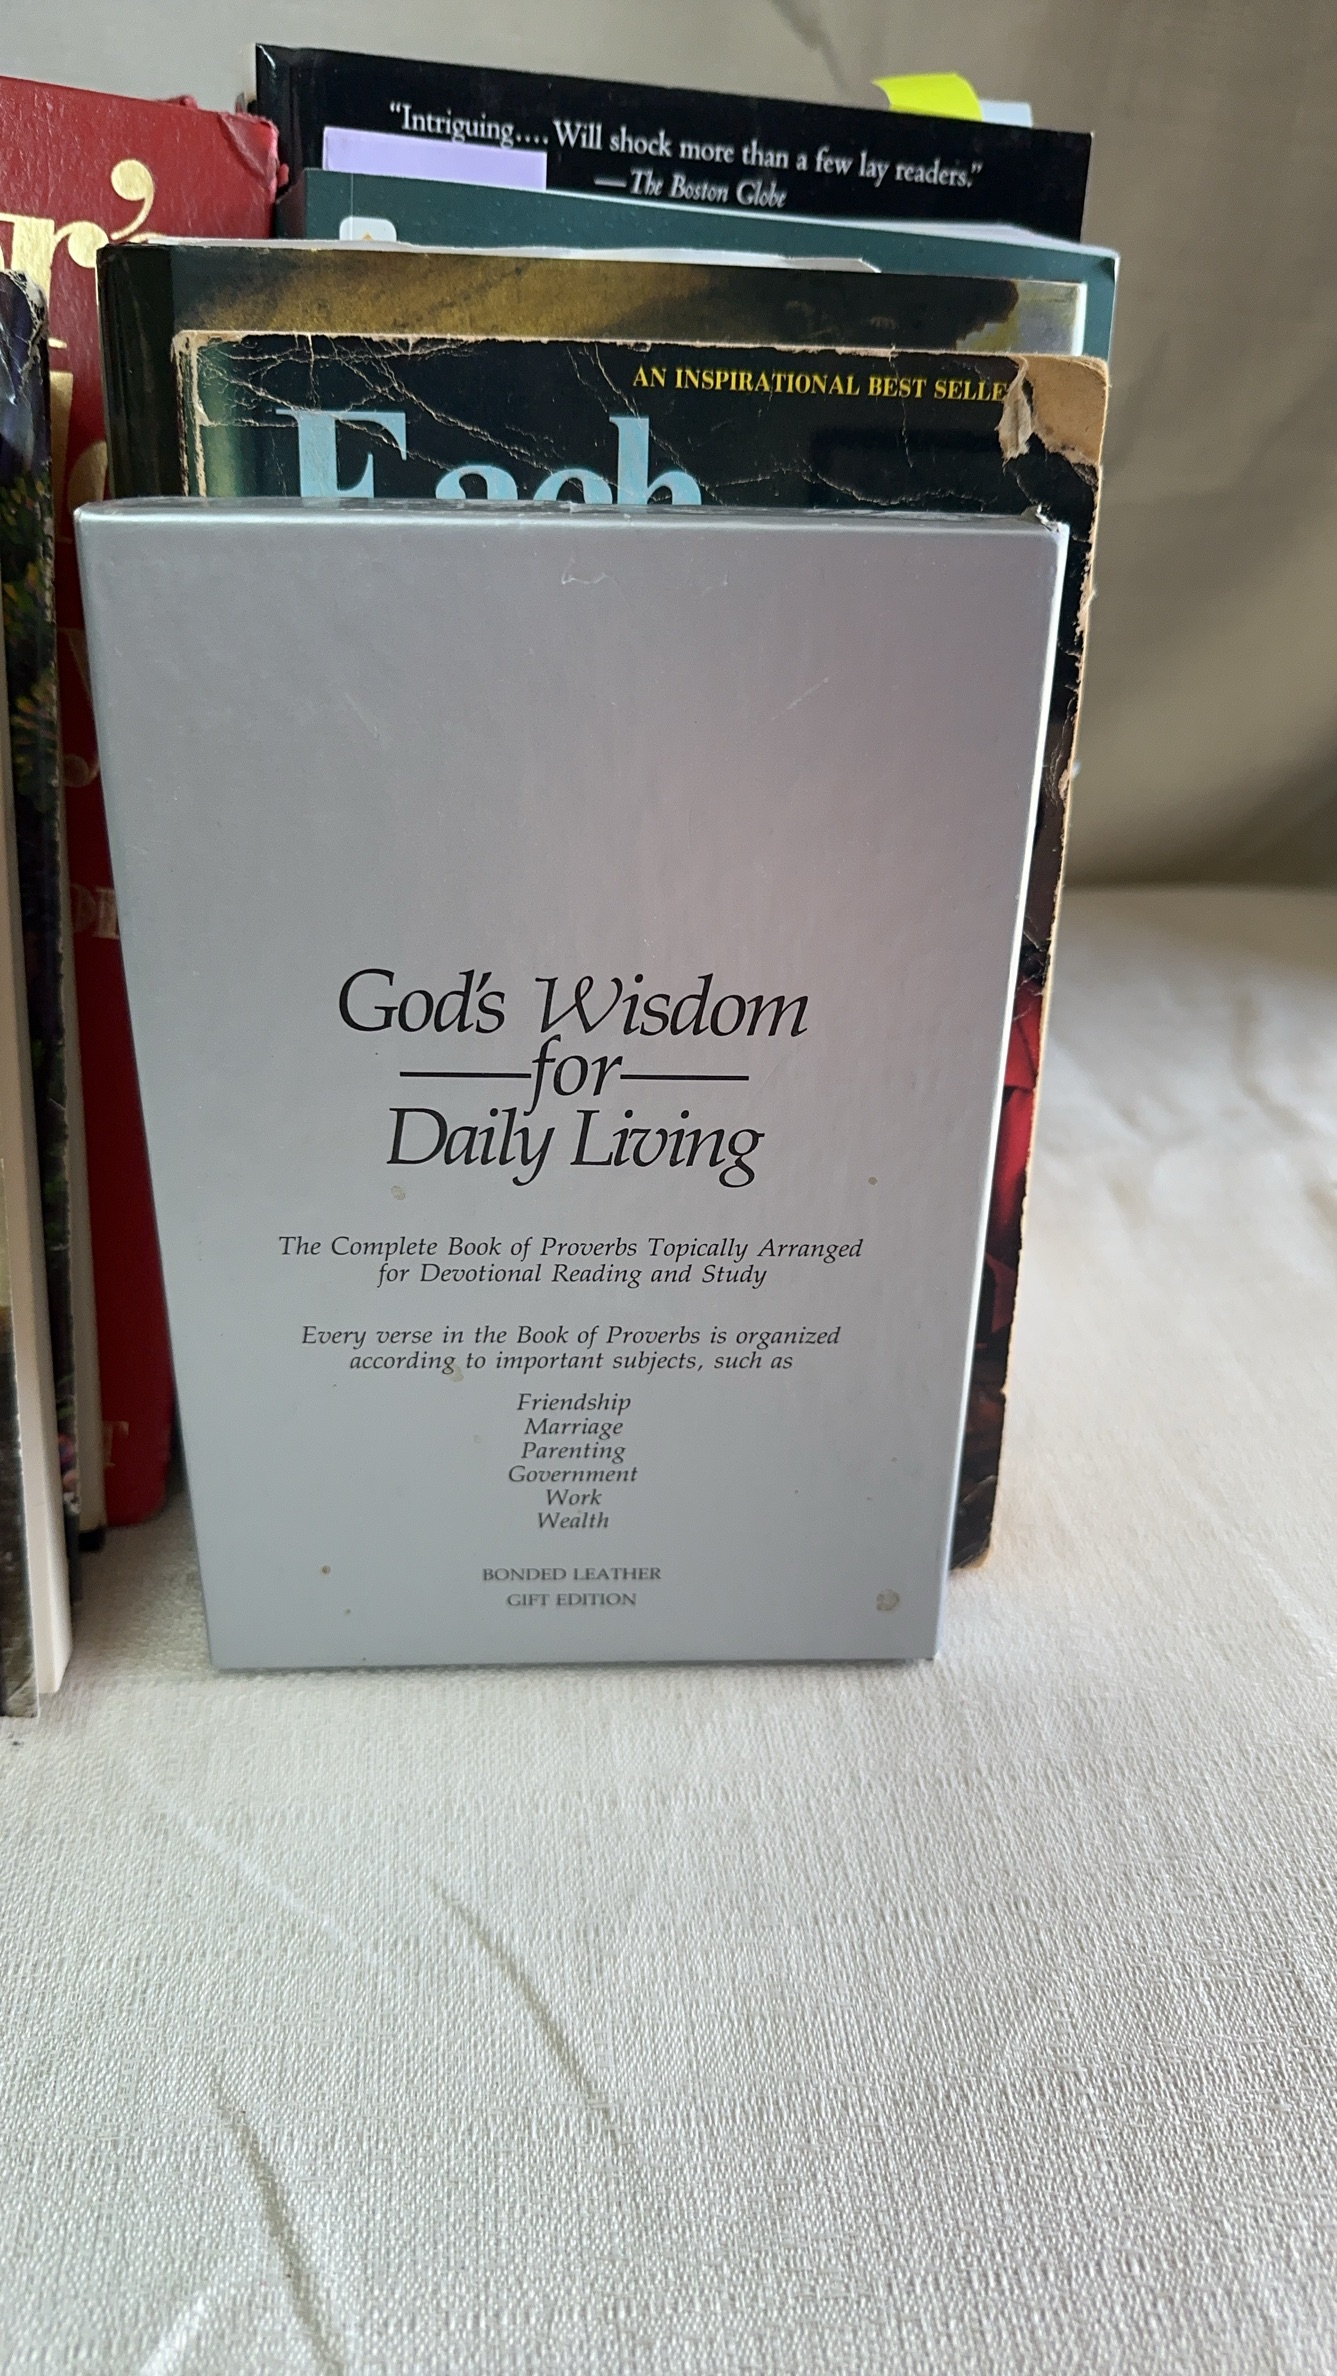 “Intriguing.... Will shock more than a few lay readers.”
—The Boston Globe
AN INSPIRATIONAL BEST SELLE
Each
God's Wisdom
for
Daily Living
The Complete Book of Proverbs Topically Arranged
for Devotional Reading and Study
Every verse in the Book of Proverbs is organized
according to important subjects, such as
Friendship
Marriage
Parenting
Government
Work
Wealth
BONDED LEATHER
GIFT EDITION